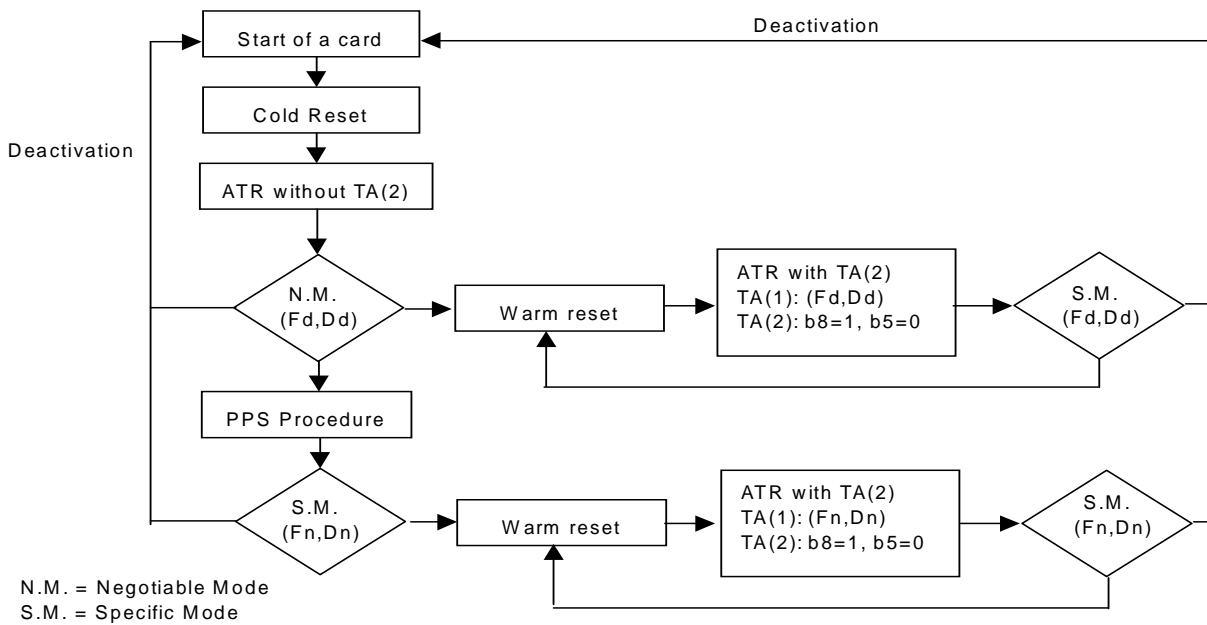 Deactivation
Start of a card
Cold Reset
Deactivation
ATR without TA(2)
N.M.
(Fd,Dd)
Warm reset
ATR with TA(2)
TA(1): (Fd,Dd)
TA(2): b8=1, b5=0
S.M.
(Fd,Dd)
PPS Procedure
S.M.
(Fn,Dn)
Warm reset
ATR with TA(2)
TA(1): (Fn,Dn)
TA(2): b8=1, b5=0
S.M.
(Fn,Dn)
N.M. = Negotiable Mode
S.M. = Specific Mode